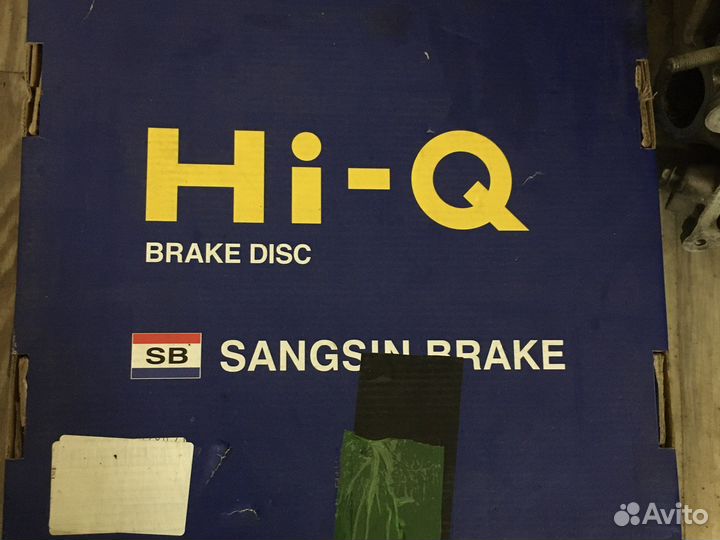 Hi-Q
BRAKE DISC
SB SANGSIN BRAKE
Avito